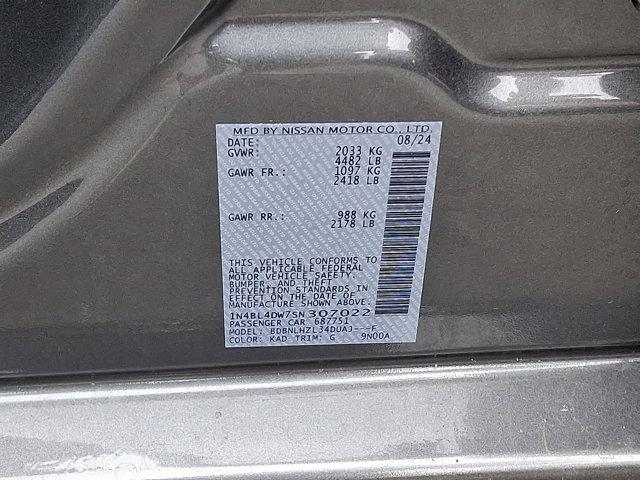 MFD BY NISSAN MOTOR CO., LTD.
DATE: 08/24
GVWR: 2033 KG
4482 LB
GAWR FR.: 1097 KG
2418 LB
GAWR RR.: 988 KG
2178 LB
THIS VEHICLE CONFORMS TO
ALL APPLICABLE FEDERAL
MOTOR VEHICLE SAFETY,
BUMPER, AND THEFT
PREVENTION STANDARDS IN
EFFECT ON THE DATE OF
MANUFACTURE SHOWN ABOVE.
1N4BL4DW7SN307022
PASSENGER CAR 687751
MODEL: BDBNLHZL34DUAJ---F
COLOR: KAD TRIM: G 9N00A